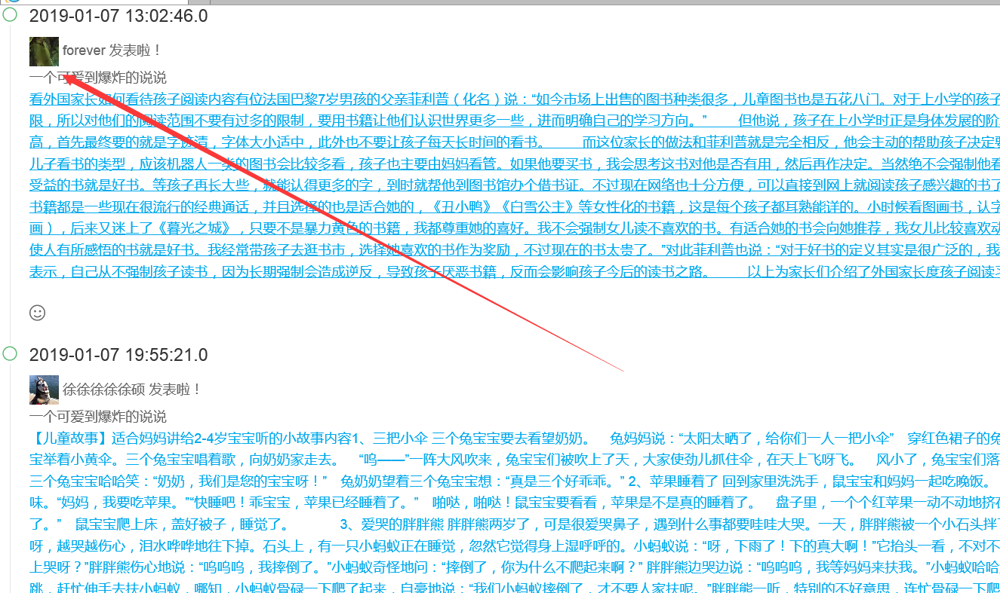 2019-01-07 13:02:46.0
forever 发表啦！
一个可爱到爆炸的说说
看外国家长如何看待孩子阅读内容有位法国巴黎7岁男孩的父亲菲利普（化名）说：“如今市场上出售的图书种类很多，儿童图书也是五花八门。对于上小学的孩子
限，所以对他们的阅读范围不要有过多的限制，要用书籍让他们认识世界更多一些，进而明确自己的学习方向。” 但他说，孩子在上小学时正是身体发展的阶
高，首先最终要的就是字迹清，字体大小适中，此外也不要让孩子每天长时间的看书。 而这位家长的做法和菲利普就是完全相反，他会主动的帮助孩子决定要
儿子看书的类型，应该机器人一类的图书会比较多看，孩子也主要由妈妈看管。如果他要买书，我会思考这书对他是否有用，然后再作决定。当然绝不会强制他看
受益的书就是好书。等孩子再长大些，就能认得更多的字，到时就帮他到图书馆办个借书证。不过现在网络也十分方便，可以直接到网上就阅读孩子感兴趣的书了
书籍都是一些现在很流行的经典通话，并且选择的也是适合她的，《丑小鸭》《白雪公主》等女性化的书籍，这是每个孩子都耳熟能详的。小时候看图画书，认字
画），后来又迷上了《暮光之城》，只要不是暴力黄色的书籍，我都尊重她的喜好。我不会强制女儿读不喜欢的书。有适合她的书会向她推荐，我女儿比较喜欢动
使人有所感悟的书就是好书。我经常带孩子去逛书市，选择她喜欢的书作为奖励，不过现在的书太贵了。”对此菲利普也说：“对于好书的定义其实是很广泛的，我
表示，自己从不强制孩子读书，因为长期强制会造成逆反，导致孩子厌恶书籍，反而会影响孩子今后的读书之路。 以上为家长们介绍了外国家长度孩子阅读
2019-01-07 19:55:21.0
徐徐徐徐徐硕 发表啦！
一个可爱到爆炸的说说
【儿童故事】适合妈妈讲给2-4岁宝宝听的小故事内容1、三把小伞 三个兔宝宝要去看望奶奶。 兔妈妈说：“太阳太晒了，给你们一人一把小伞” 穿红色裙子的兔
宝举着小黄伞。三个兔宝宝唱着歌，向奶奶家走去。 “呜——”一阵大风吹来，兔宝宝们被吹上了天，大家使劲儿抓住伞，在天上飞呀飞。 风小了，兔宝宝们落
三个兔宝宝哈哈笑：“奶奶，我们是您的宝宝呀！” 兔奶奶望着三个兔宝宝想：“真是三个好乖乖。” 2、苹果睡着了 回到家里洗洗手，鼠宝宝和妈妈一起吃晚饭。
味。“妈妈，我要吃苹果。”“快睡吧！乖宝宝，苹果已经睡着了。” 啪哒，啪哒！鼠宝宝要看看，苹果是不是真的睡着了。 盘子里，一个个红苹果一动不动地挤在
了。” 鼠宝宝爬上床，盖好被子，睡觉了。 3、爱哭的胖胖熊 胖胖熊两岁了，可是很爱哭鼻子，遇到什么事都要哇哇大哭。一天，胖胖熊被一个小石头拌
呀，越哭越伤心，泪水哗哗地往下掉。石头上，有一只小蚂蚁正在睡觉，忽然它觉得身上湿呼呼的。小蚂蚁说：“呀，下雨了！下的真大啊！”它抬头一看，不对不
上哭呀？”胖胖熊伤心地说：“呜呜呜，我摔倒了。”小蚂蚁奇怪地问：“摔倒了，你为什么不爬起来啊？” 胖胖熊边哭边说：“呜呜呜，我等妈妈来扶我。”小蚂蚁哈哈
跳，赶忙伸手去扶小蚂蚁，哪知，小蚂蚁骨碌一下爬了起来，自豪地说：“我们小蚂蚁摔倒了，才不要人家扶呢。”胖胖熊一听，特别的不好意思，连忙骨碌一下爬